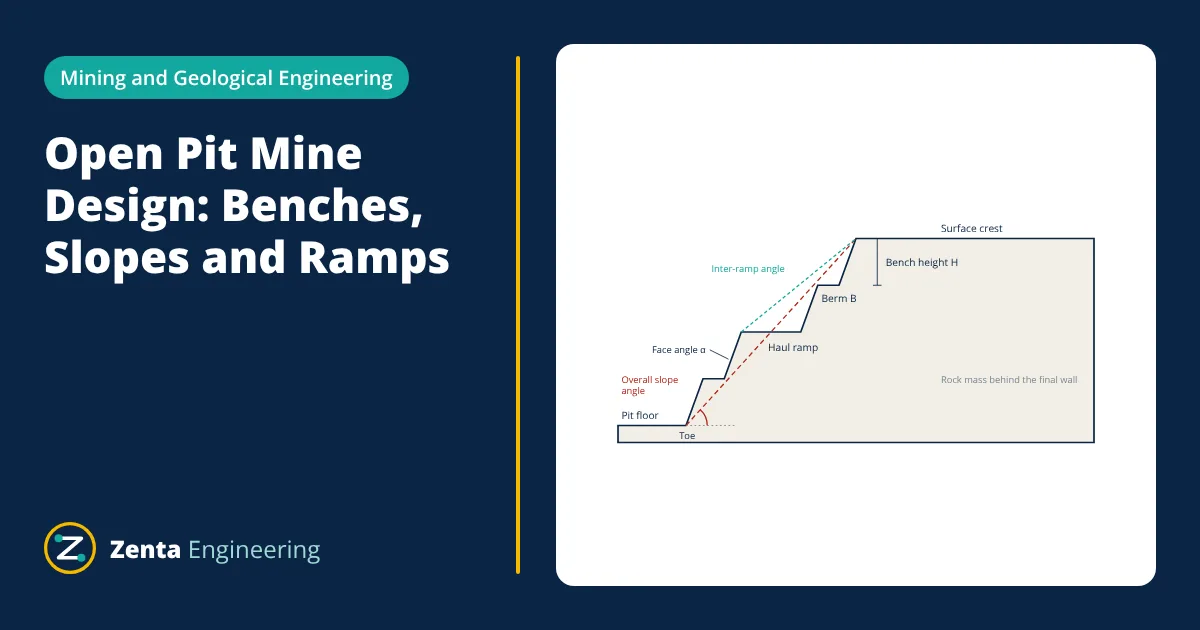 Mining and Geological Engineering
Open Pit Mine
Design: Benches,
Slopes and Ramps
Zenta Engineering
Surface crest
Inter-ramp angle
Bench height H
Berm B
Face angle α
Haul ramp
Overall slope
angle
Rock mass behind the final wall
Pit floor
Toe